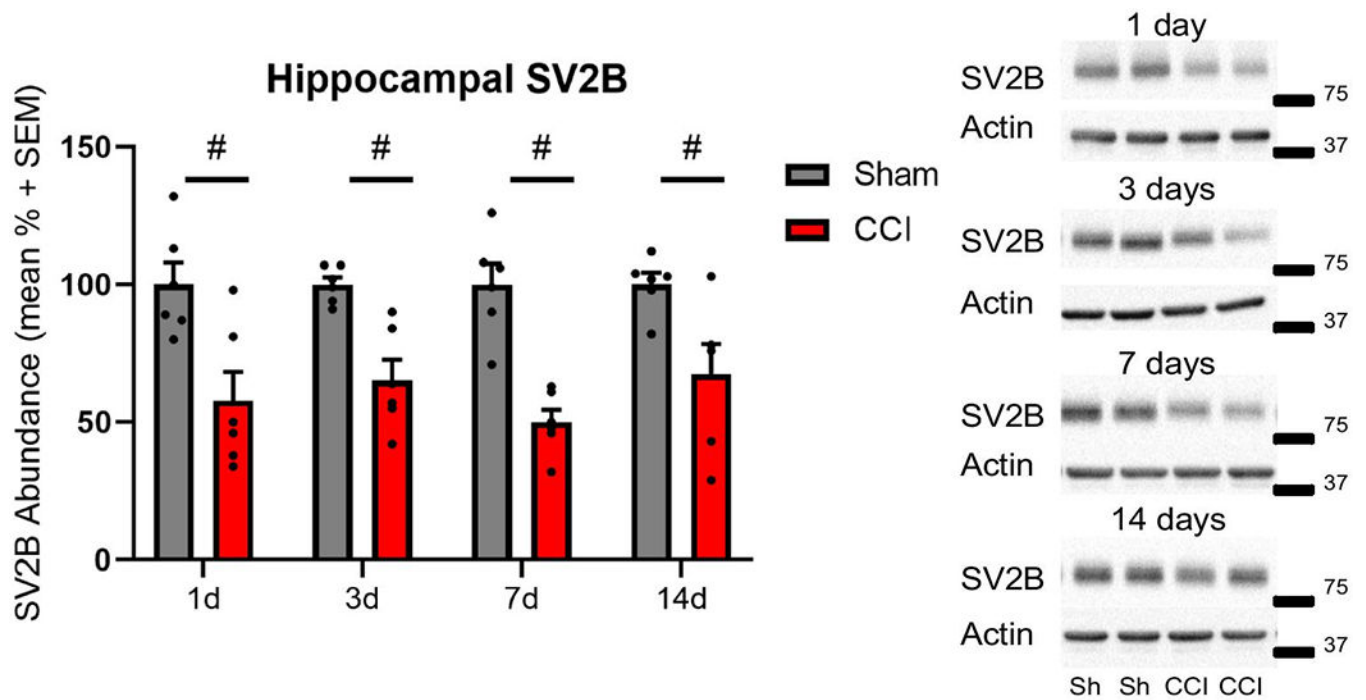 Hippocampal SV2B
SV2B Abundance (mean % + SEM)
150
100
50
0
# # # #
1d 3d 7d 14d
Sham
CCI
1 day
SV2B
75
Actin
37
3 days
SV2B
75
Actin
37
7 days
SV2B
75
Actin
37
14 days
SV2B
75
Actin
37
Sh Sh CCI CCI